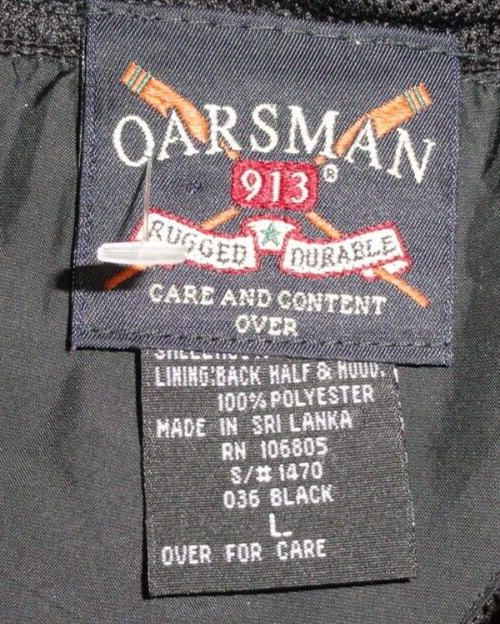 OARSMAN
913®
RUGGED ★ DURABLE
CARE AND CONTENT
OVER
LINING:BACK HALF & HOOD.
100% POLYESTER
MADE IN SRI LANKA
RN 106805
S/# 1470
036 BLACK
L
OVER FOR CARE